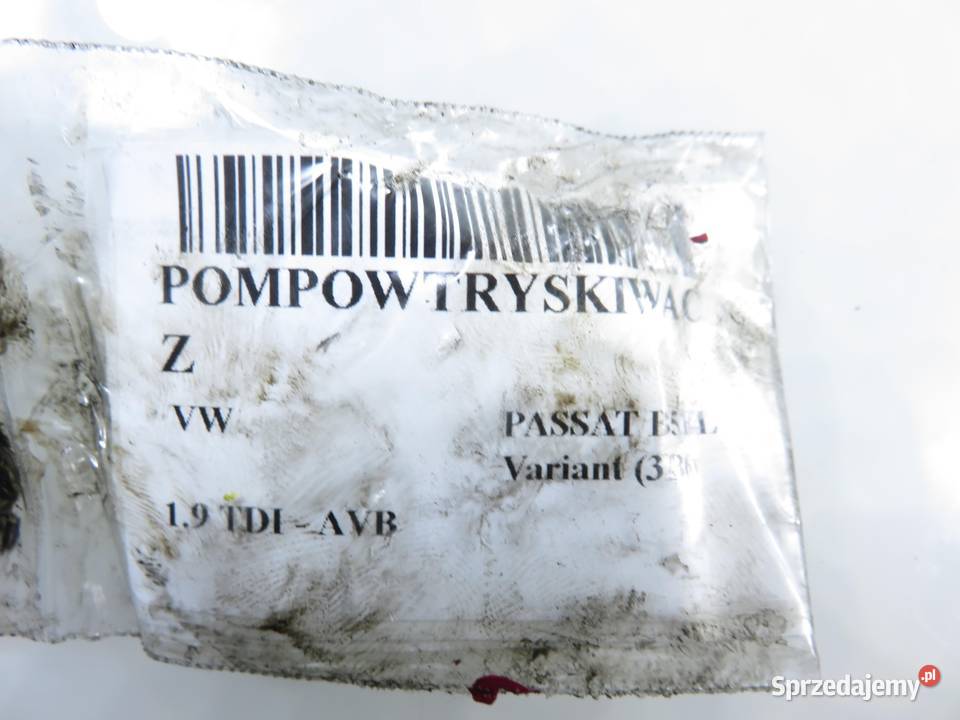 POMPOWTRYSKIWAC
Z
VW
PASSAT
Variant
1.9 TDI - AVB
Sprzedajemy.pl